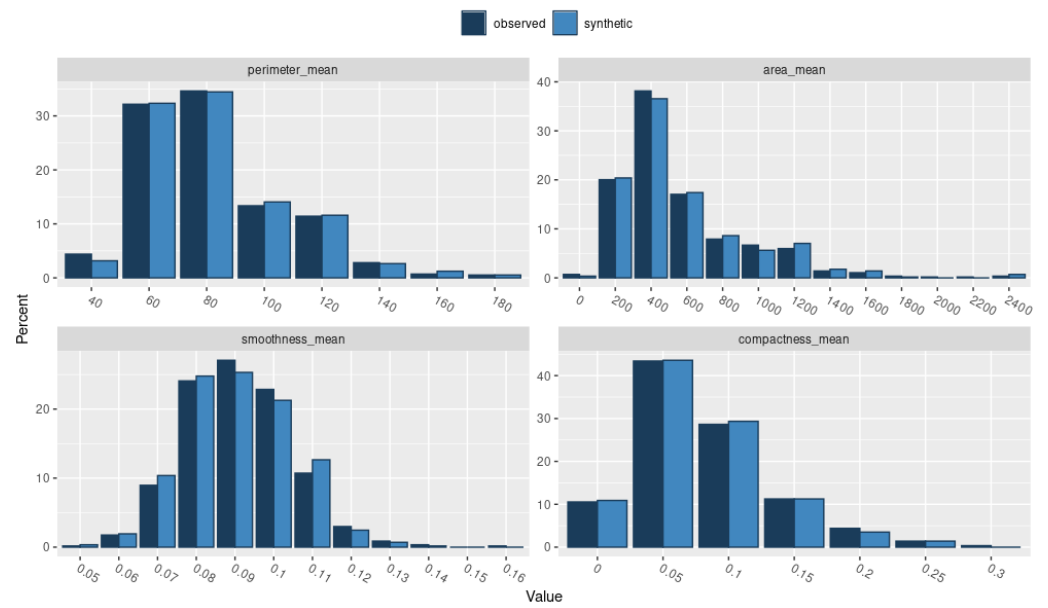 observed synthetic
perimeter_mean
area_mean
30
20
10
0
40 60 80 100 120 140 160 180
40
30
20
10
0
0 200 400 600 800 1000 1200 1400 1600 1800 2000 2200 2400
Percent
smoothness_mean
compactness_mean
20
10
0
0.05 0.06 0.07 0.08 0.09 0.1 0.11 0.12 0.13 0.14 0.15 0.16
40
30
20
10
0
0 0.05 0.1 0.15 0.2 0.25 0.3
Value